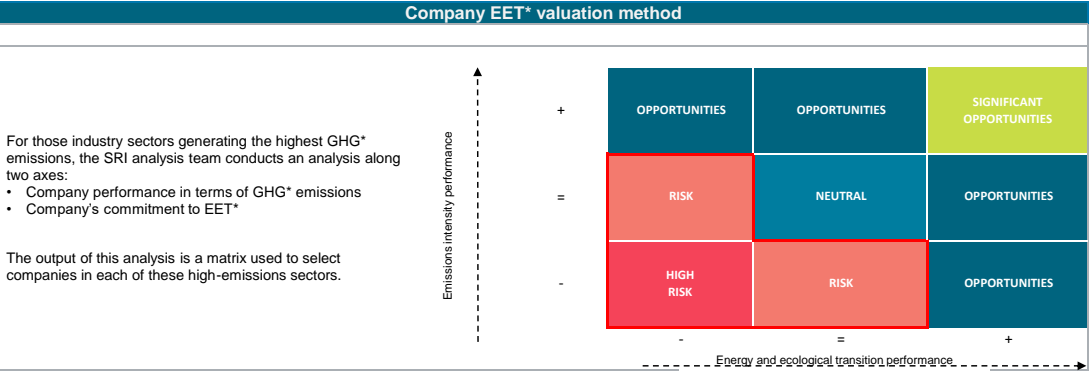 Company EET* valuation method
For those industry sectors generating the highest GHG*
emissions, the SRI analysis team conducts an analysis along
two axes:
• Company performance in terms of GHG* emissions
• Company's commitment to EET*
The output of this analysis is a matrix used to select
companies in each of these high-emissions sectors.
Emissions intensity performance
+
OPPORTUNITIES
OPPORTUNITIES
SIGNIFICANT
OPPORTUNITIES
=
RISK
NEUTRAL
OPPORTUNITIES
-
HIGH
RISK
RISK
OPPORTUNITIES
-
=
+
Energy and ecological transition performance